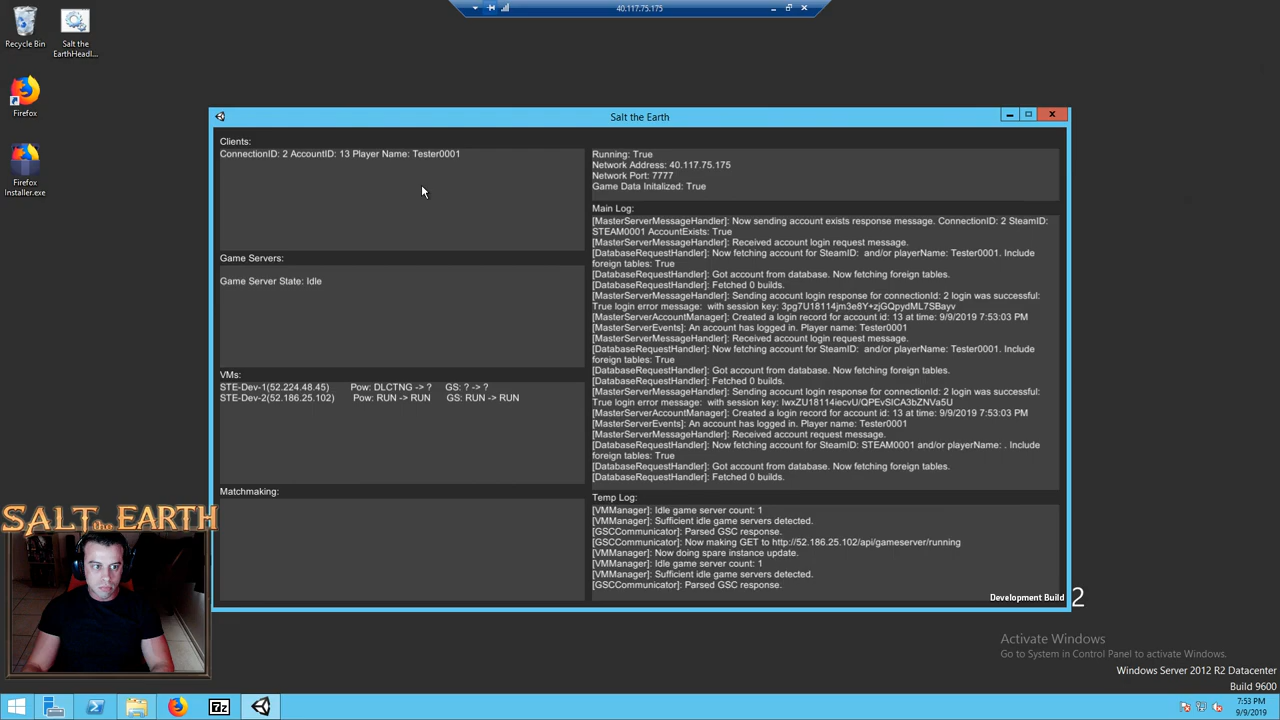 40.117.75.175
Recycle Bin
Salt the
EarthHeadl...
Firefox
Firefox
Installer.exe
Salt the Earth
Clients:
ConnectionID: 2 AccountID: 13 Player Name: Tester0001
Game Servers:
Game Server State: Idle
VMs:
STE-Dev-1(52.224.48.45) Pow: DLCTNG -> ? GS: ? -> ?
STE-Dev-2(52.186.25.102) Pow: RUN -> RUN GS: RUN -> RUN
Matchmaking:
Running: True
Network Address: 40.117.75.175
Network Port: 7777
Game Data Initalized: True
Main Log:
[MasterServerMessageHandler]: Now sending account exists response message. ConnectionID: 2 SteamID:
STEAM0001 AccountExists: True
[MasterServerMessageHandler]: Received account login request message.
[DatabaseRequestHandler]: Now fetching account for SteamID: and/or playerName: Tester0001. Include
foreign tables: True
[DatabaseRequestHandler]: Got account from database. Now fetching foreign tables.
[DatabaseRequestHandler]: Fetched 0 builds.
[MasterServerMessageHandler]: Sending account login response for connectionId: 2 login was successful:
True login error message: with session key: 3pg7U18114jm3e8Y+zjGQpydML7SBayv
[MasterServerAccountManager]: Created a login record for account id: 13 at time: 9/9/2019 7:53:03 PM
[MasterServerEvents]: An account has logged in. Player name: Tester0001
[MasterServerMessageHandler]: Received account login request message.
[DatabaseRequestHandler]: Now fetching account for SteamID: and/or playerName: Tester0001. Include
foreign tables: True
[DatabaseRequestHandler]: Got account from database. Now fetching foreign tables.
[DatabaseRequestHandler]: Fetched 0 builds.
[MasterServerMessageHandler]: Sending account login response for connectionId: 2 login was successful:
True login error message: with session key: IwxZU18114iecvU/QPEvSICA3bZNVa5U
[MasterServerAccountManager]: Created a login record for account id: 13 at time: 9/9/2019 7:53:03 PM
[MasterServerEvents]: An account has logged in. Player name: Tester0001
[MasterServerMessageHandler]: Received account request message.
[DatabaseRequestHandler]: Now fetching account for SteamID: STEAM0001 and/or playerName: . Include
foreign tables: True
[DatabaseRequestHandler]: Got account from database. Now fetching foreign tables.
[DatabaseRequestHandler]: Fetched 0 builds.
Temp Log:
[VMManager]: Idle game server count: 1
[VMManager]: Sufficient idle game servers detected.
[GSCCommunicator]: Parsed GSC response.
[GSCCommunicator]: Now making GET to http://52.186.25.102/api/gameserver/running
[VMManager]: Now doing spare instance update.
[VMManager]: Idle game server count: 1
[VMManager]: Sufficient idle game servers detected.
[GSCCommunicator]: Parsed GSC response.
Development Build
2
SALT the EARTH
Activate Windows
Go to System in Control Panel to activate Windows.
Windows Server 2012 R2 Datacenter
Build 9600
7z
7:53 PM
9/9/2019